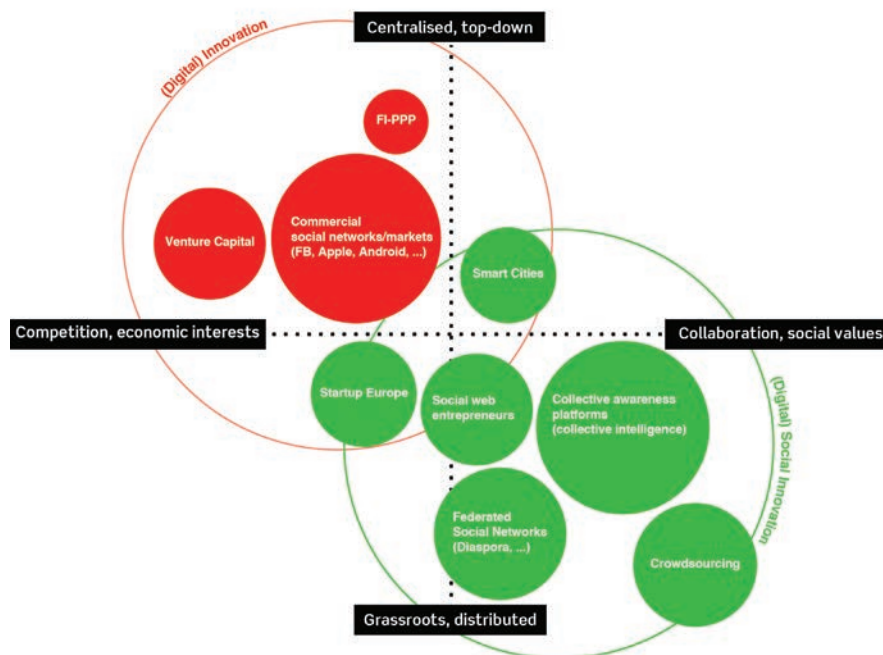 Centralised, top-down
(Digital) Innovation
FI-PPP
Commercial
social networks/markets
(FB, Apple, Android, ...)
Venture Capital
Smart Cities
Competition, economic interests
Collaboration, social values
Startup Europe
Social web
entrepreneurs
Collective awareness
platforms
(collective intelligence)
(Digital) Social Innovation
Federated
Social Networks
(Diaspora, ...)
Crowdsourcing
Grassroots, distributed